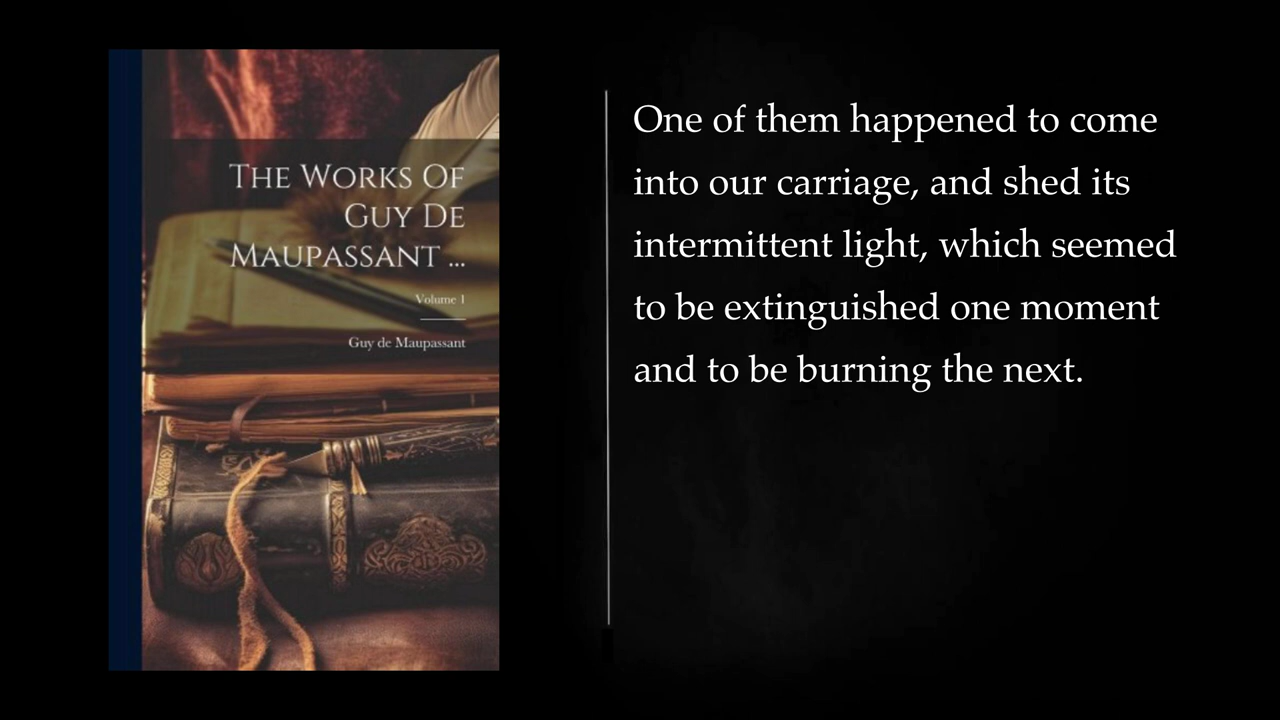 The Works Of
Guy De
Maupassant ...
Volume 1
Guy de Maupassant
One of them happened to come
into our carriage, and shed its
intermittent light, which seemed
to be extinguished one moment
and to be burning the next.